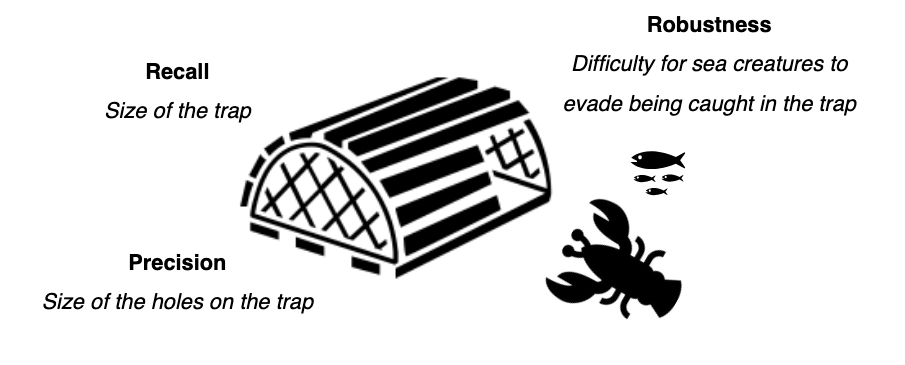 Recall
Size of the trap
Robustness
Difficulty for sea creatures to
evade being caught in the trap
Precision
Size of the holes on the trap